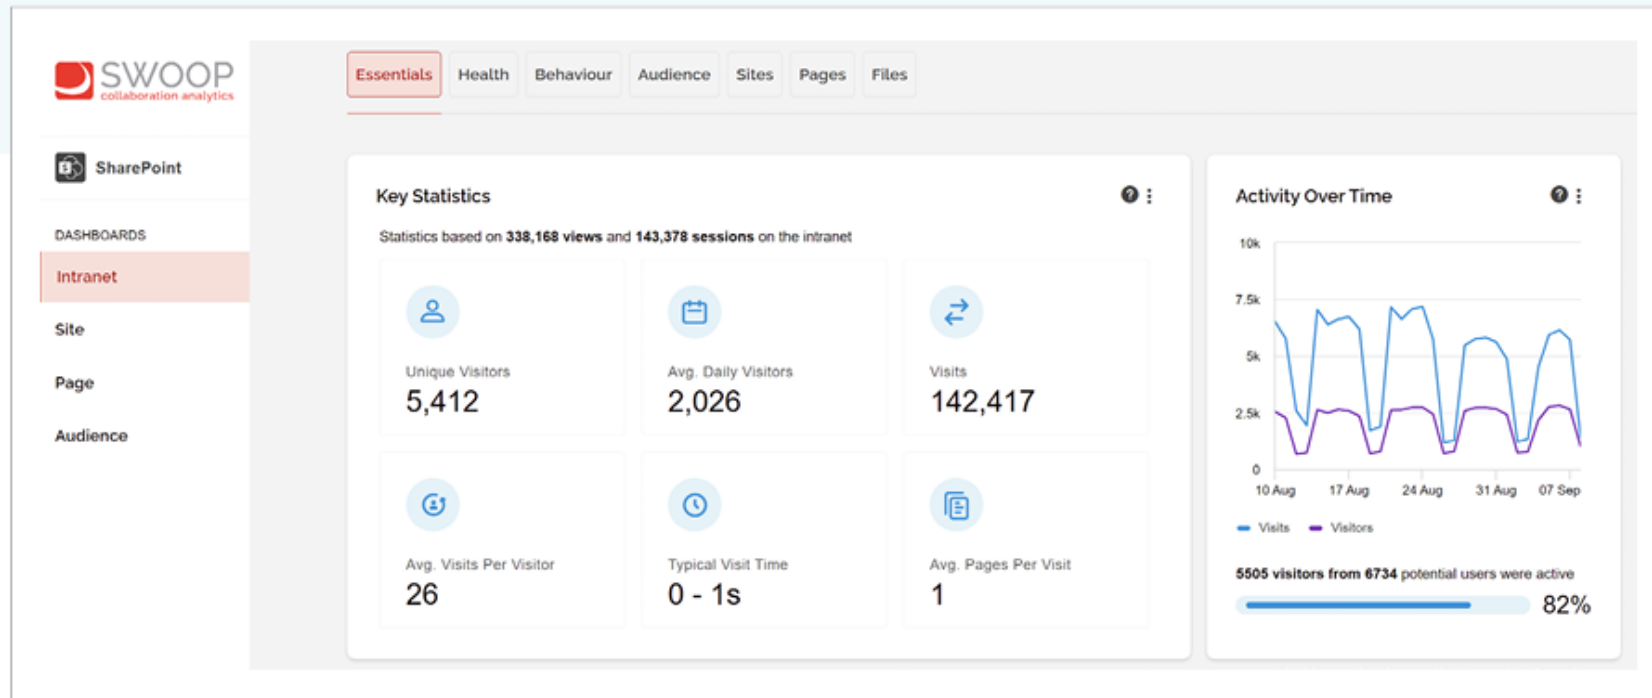 SWOOP
collaboration analytics
SharePoint
DASHBOARDS
Intranet
Site
Page
Audience
Essentials Health Behaviour Audience Sites Pages Files
Key Statistics
Statistics based on 338,168 views and 143,378 sessions on the intranet
Unique Visitors
5,412
Avg. Daily Visitors
2,026
Visits
142,417
Avg. Visits Per Visitor
26
Typical Visit Time
0 - 1s
Avg. Pages Per Visit
1
Activity Over Time
10k
7.5k
5k
2.5k
0
10 Aug 17 Aug 24 Aug 31 Aug 07 Sep
Visits Visitors
5505 visitors from 6734 potential users were active
82%